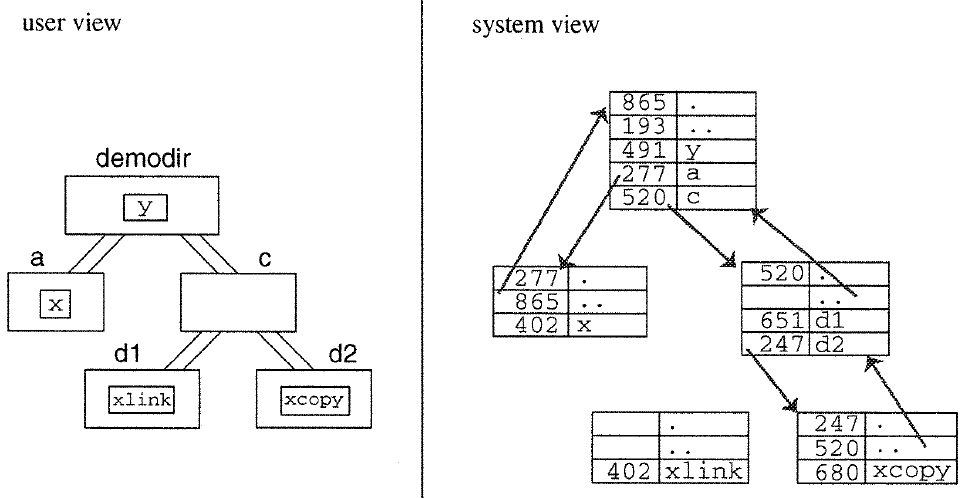 user view
demodir
y
a
c
x
d1
d2
xlink
xcopy
system view
865 .
193 ..
491 y
277 a
520 c
277 .
865 ..
402 x
520 .
..
651 d1
247 d2
.
..
402 xlink
247 .
520 ..
680 xcopy